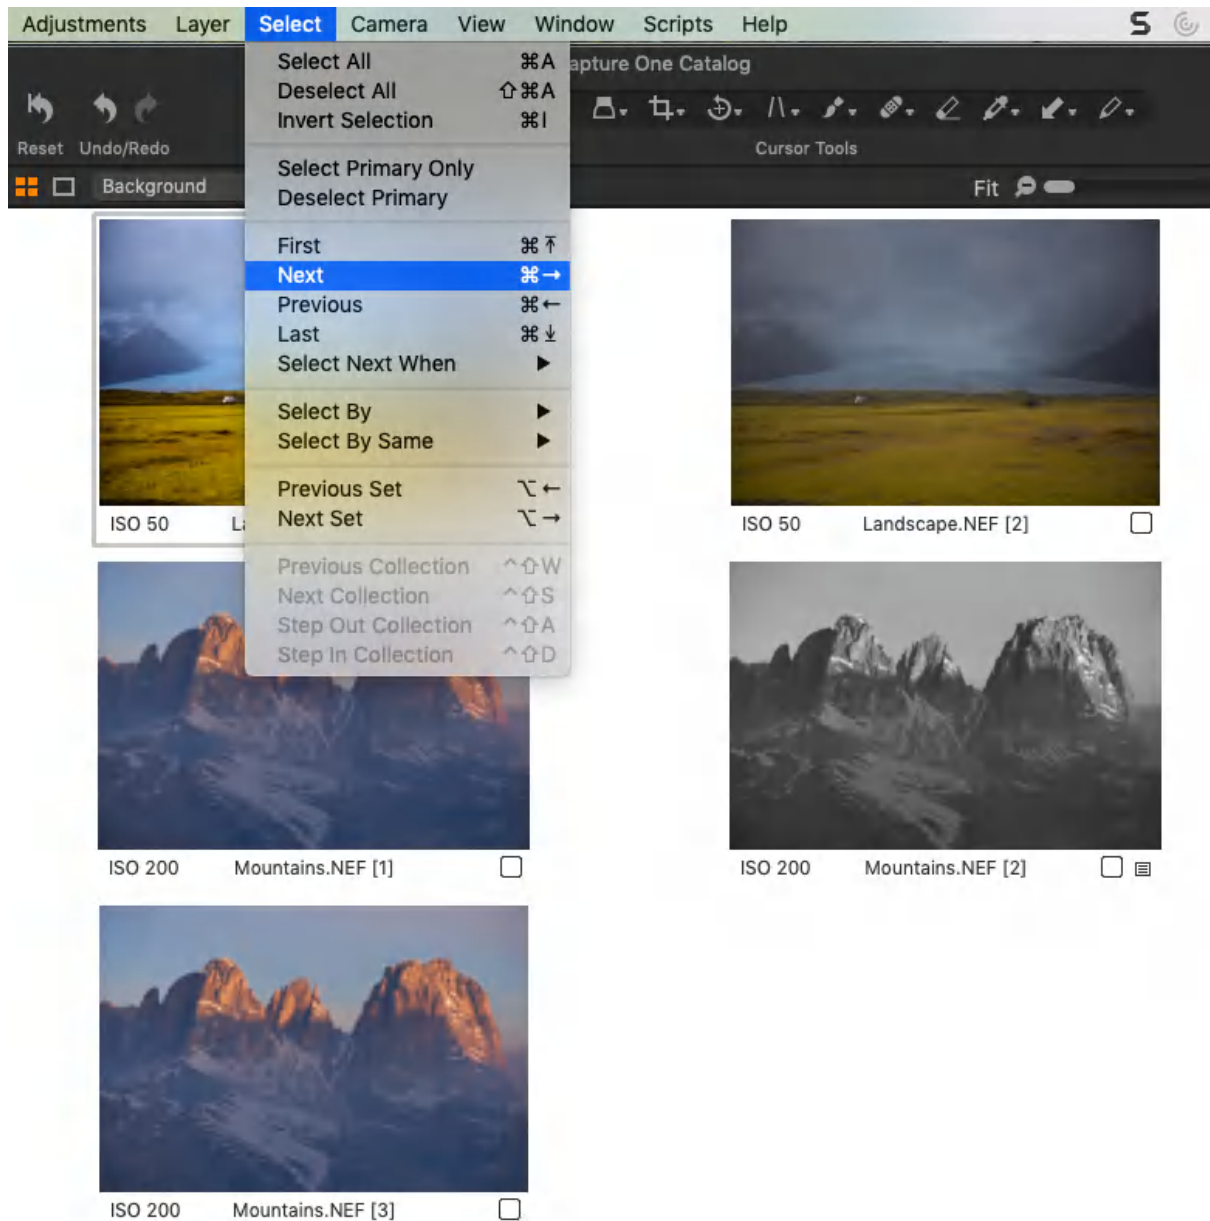 Adjustments Layer Select Camera View Window Scripts Help S
Select All ⌘A
apture One Catalog
Deselect All ⇧⌘A
Invert Selection ⌘I
Reset Undo/Redo
Cursor Tools
Select Primary Only
Background
Fit
Deselect Primary
First ⌘⤒
Next ⌘→
Previous ⌘←
Last ⌘⤓
Select Next When ▶
Select By ▶
Select By Same ▶
Previous Set ⌥←
Next Set ⌥→
ISO 50
ISO 50 Landscape.NEF [2]
Previous Collection ^⇧W
Next Collection ^⇧S
Step Out Collection ^⇧A
Step In Collection ^⇧D
ISO 200 Mountains.NEF [1]
ISO 200 Mountains.NEF [2]
ISO 200 Mountains.NEF [3]